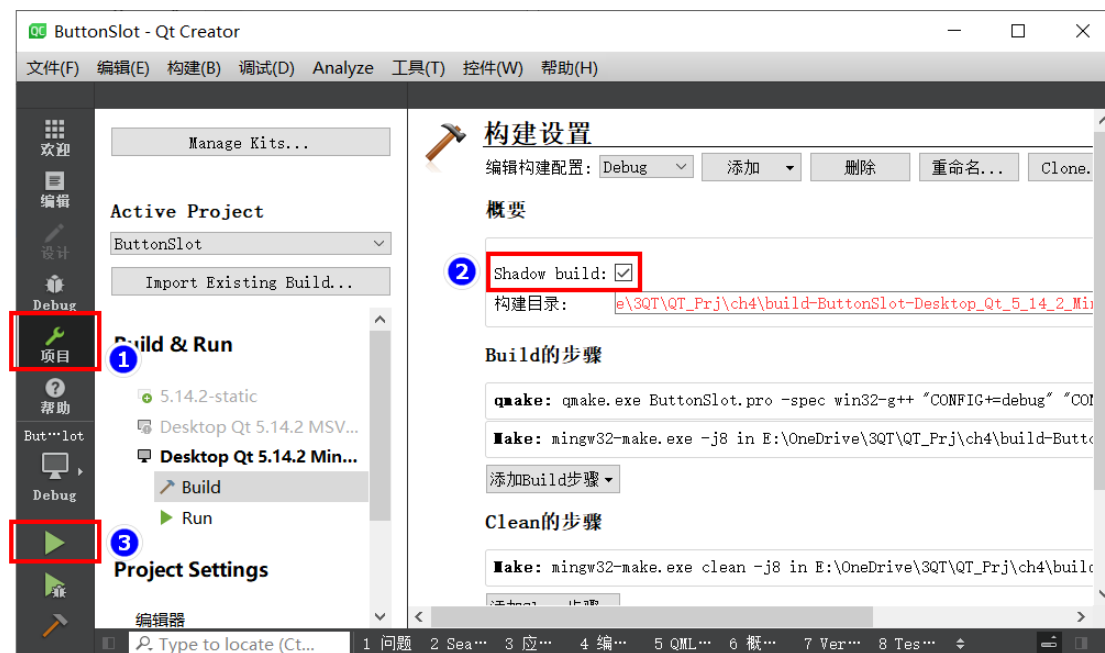 QC ButtonSlot - Qt Creator
文件(F) 编辑(E) 构建(B) 调试(D) Analyze 工具(T) 控件(W) 帮助(H)
欢迎
编辑
设计
Debug
项目
1
帮助
But···lot
Debug
3
Manage Kits...
Active Project
ButtonSlot
Import Existing Build...
Build & Run
5.14.2-static
Desktop Qt 5.14.2 MSV...
Desktop Qt 5.14.2 Min...
Build
Run
Project Settings
编辑器
构建设置
编辑构建配置: Debug 添加 删除 重命名... Clone.
概要
2 Shadow build:
构建目录: e\3QT\QT_Prj\ch4\build-ButtonSlot-Desktop_Qt_5_14_2_Mi
Build的步骤
qmake: qmake.exe ButtonSlot.pro -spec win32-g++ "CONFIG+=debug" "CO
Make: mingw32-make.exe -j8 in E:\OneDrive\3QT\QT_Prj\ch4\build-Butt
添加Build步骤
Clean的步骤
Make: mingw32-make.exe clean -j8 in E:\OneDrive\3QT\QT_Prj\ch4\build
Type to locate (Ct... 1 问题 2 Sea··· 3 应··· 4 编··· 5 QML··· 6 概··· 7 Ver··· 8 Tes···